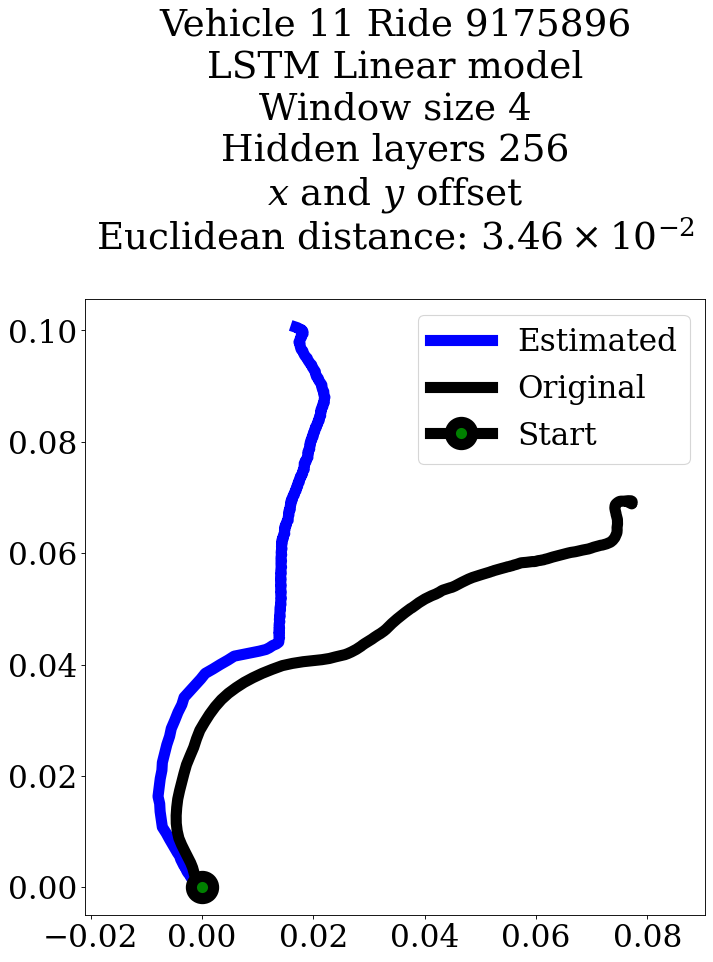 Vehicle 11 Ride 9175896
LSTM Linear model
Window size 4
Hidden layers 256
x and y offset
Euclidean distance: 3.46 × 10⁻²
Estimated
Original
Start
0.10
0.08
0.06
0.04
0.02
0.00
−0.02 0.00 0.02 0.04 0.06 0.08